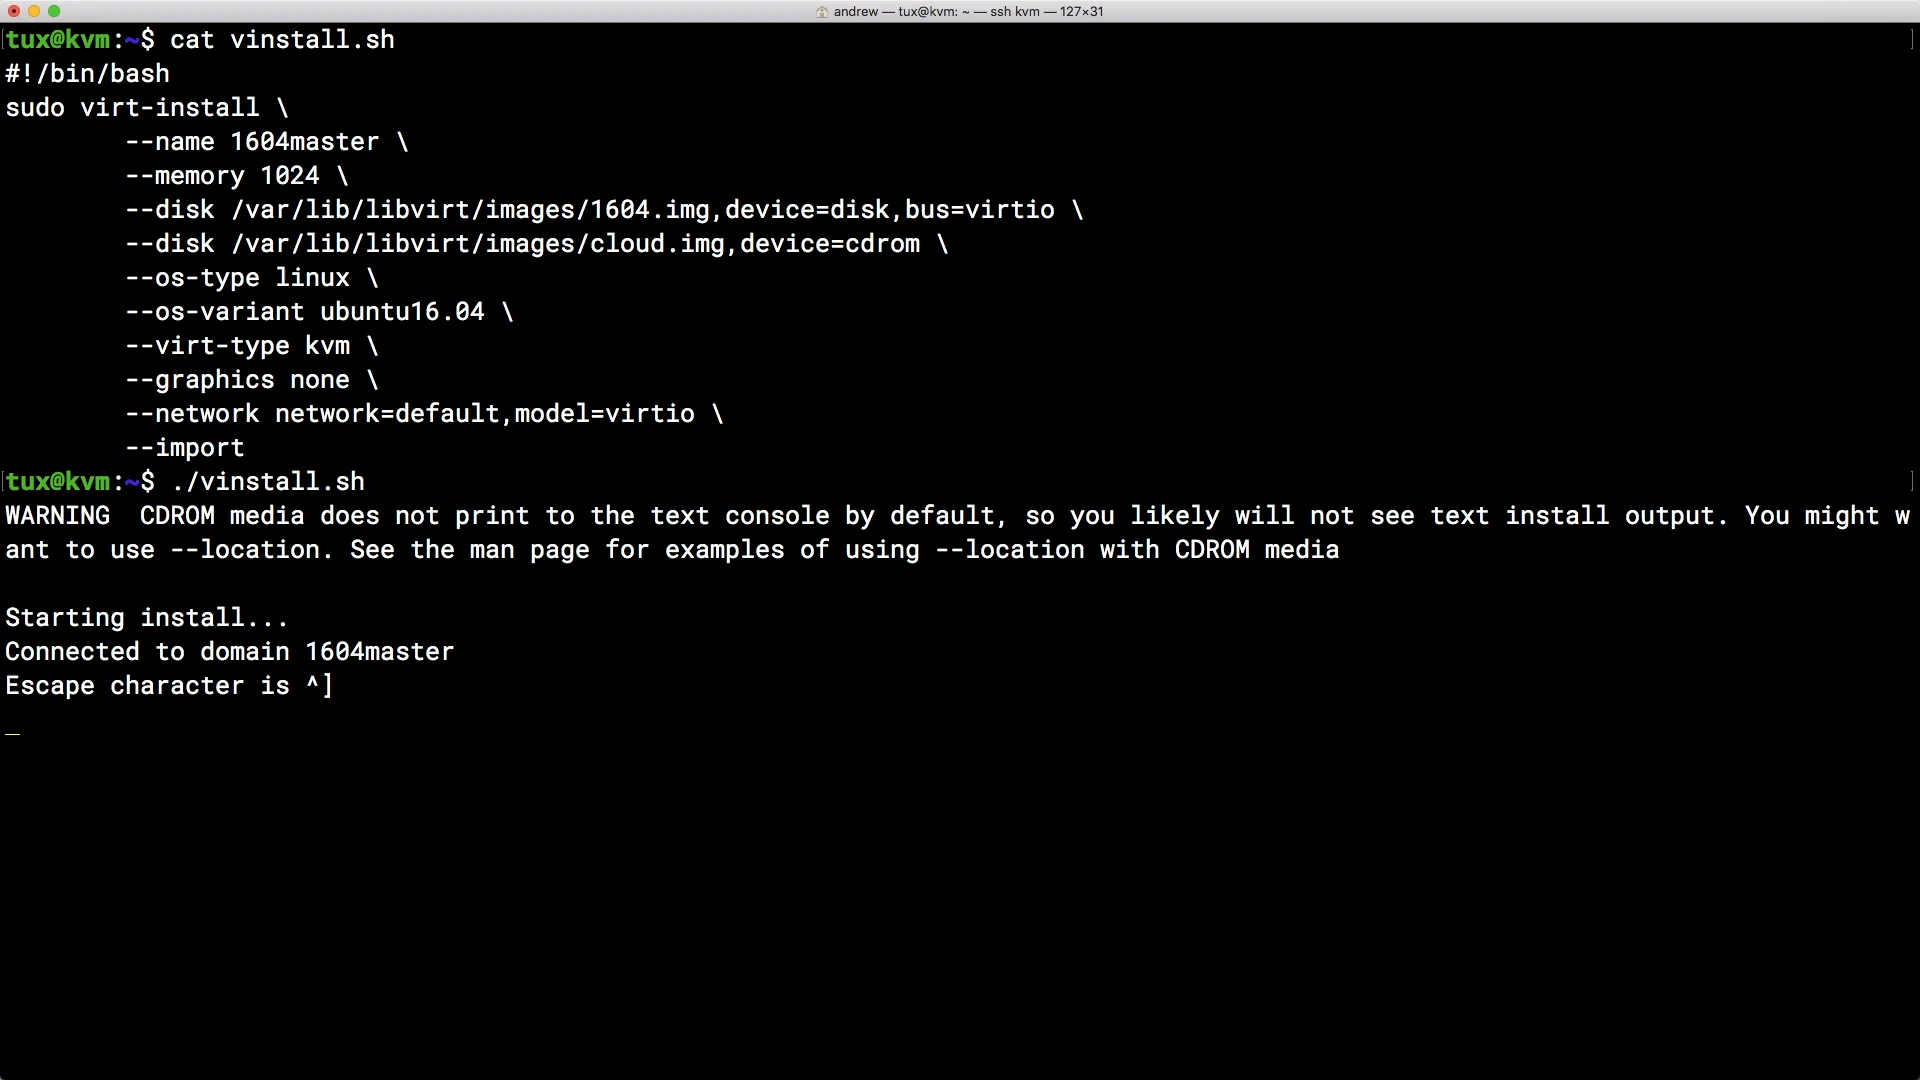 andrew — tux@kvm: ~ — ssh kvm — 127×31
tux@kvm:~$ cat vinstall.sh
#!/bin/bash
sudo virt-install \
--name 1604master \
--memory 1024 \
--disk /var/lib/libvirt/images/1604.img,device=disk,bus=virtio \
--disk /var/lib/libvirt/images/cloud.img,device=cdrom \
--os-type linux \
--os-variant ubuntu16.04 \
--virt-type kvm \
--graphics none \
--network network=default,model=virtio \
--import
tux@kvm:~$ ./vinstall.sh
WARNING  CDROM media does not print to the text console by default, so you likely will not see text install output. You might w
ant to use --location. See the man page for examples of using --location with CDROM media
Starting install...
Connected to domain 1604master
Escape character is ^]